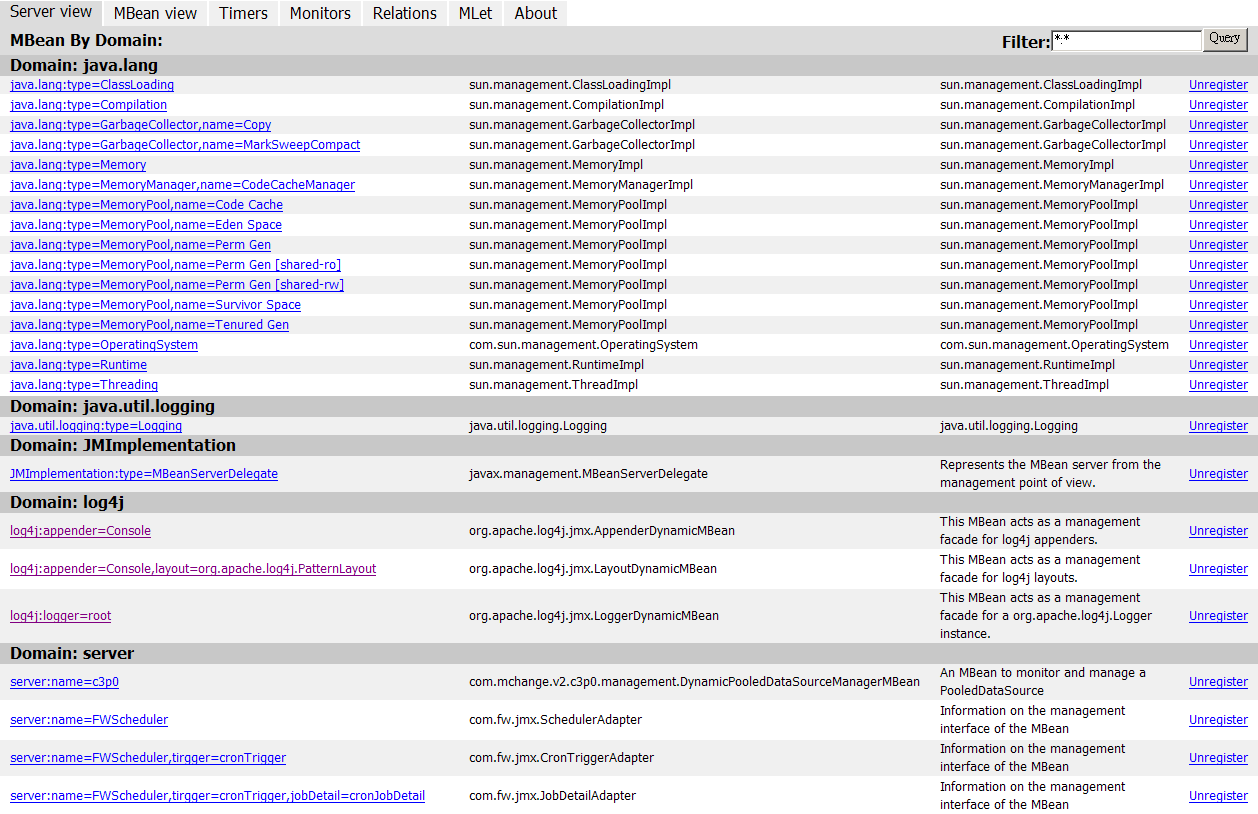 Server view MBean view Timers Monitors Relations MLet About
MBean By Domain: Filter: *:* Query
Domain: java.lang
java.lang:type=ClassLoading sun.management.ClassLoadingImpl sun.management.ClassLoadingImpl Unregister
java.lang:type=Compilation sun.management.CompilationImpl sun.management.CompilationImpl Unregister
java.lang:type=GarbageCollector,name=Copy sun.management.GarbageCollectorImpl sun.management.GarbageCollectorImpl Unregister
java.lang:type=GarbageCollector,name=MarkSweepCompact sun.management.GarbageCollectorImpl sun.management.GarbageCollectorImpl Unregister
java.lang:type=Memory sun.management.MemoryImpl sun.management.MemoryImpl Unregister
java.lang:type=MemoryManager,name=CodeCacheManager sun.management.MemoryManagerImpl sun.management.MemoryManagerImpl Unregister
java.lang:type=MemoryPool,name=Code Cache sun.management.MemoryPoolImpl sun.management.MemoryPoolImpl Unregister
java.lang:type=MemoryPool,name=Eden Space sun.management.MemoryPoolImpl sun.management.MemoryPoolImpl Unregister
java.lang:type=MemoryPool,name=Perm Gen sun.management.MemoryPoolImpl sun.management.MemoryPoolImpl Unregister
java.lang:type=MemoryPool,name=Perm Gen [shared-ro] sun.management.MemoryPoolImpl sun.management.MemoryPoolImpl Unregister
java.lang:type=MemoryPool,name=Perm Gen [shared-rw] sun.management.MemoryPoolImpl sun.management.MemoryPoolImpl Unregister
java.lang:type=MemoryPool,name=Survivor Space sun.management.MemoryPoolImpl sun.management.MemoryPoolImpl Unregister
java.lang:type=MemoryPool,name=Tenured Gen sun.management.MemoryPoolImpl sun.management.MemoryPoolImpl Unregister
java.lang:type=OperatingSystem com.sun.management.OperatingSystem com.sun.management.OperatingSystem Unregister
java.lang:type=Runtime sun.management.RuntimeImpl sun.management.RuntimeImpl Unregister
java.lang:type=Threading sun.management.ThreadImpl sun.management.ThreadImpl Unregister
Domain: java.util.logging
java.util.logging:type=Logging java.util.logging.Logging java.util.logging.Logging Unregister
Domain: JMImplementation
JMImplementation:type=MBeanServerDelegate javax.management.MBeanServerDelegate Represents the MBean server from the
management point of view. Unregister
Domain: log4j
log4j:appender=Console org.apache.log4j.jmx.AppenderDynamicMBean This MBean acts as a management
facade for log4j appenders. Unregister
log4j:appender=Console,layout=org.apache.log4j.PatternLayout org.apache.log4j.jmx.LayoutDynamicMBean This MBean acts as a management
facade for log4j layouts. Unregister
log4j:logger=root org.apache.log4j.jmx.LoggerDynamicMBean This MBean acts as a management
facade for a org.apache.log4j.Logger
instance. Unregister
Domain: server
server:name=c3p0 com.mchange.v2.c3p0.management.DynamicPooledDataSourceManagerMBean An MBean to monitor and manage a
PooledDataSource Unregister
server:name=FWScheduler com.fw.jmx.SchedulerAdapter Information on the management
interface of the MBean Unregister
server:name=FWScheduler,tirgger=cronTrigger com.fw.jmx.CronTriggerAdapter Information on the management
interface of the MBean Unregister
server:name=FWScheduler,tirgger=cronTrigger,jobDetail=cronJobDetail com.fw.jmx.JobDetailAdapter Information on the management
interface of the MBean Unregister